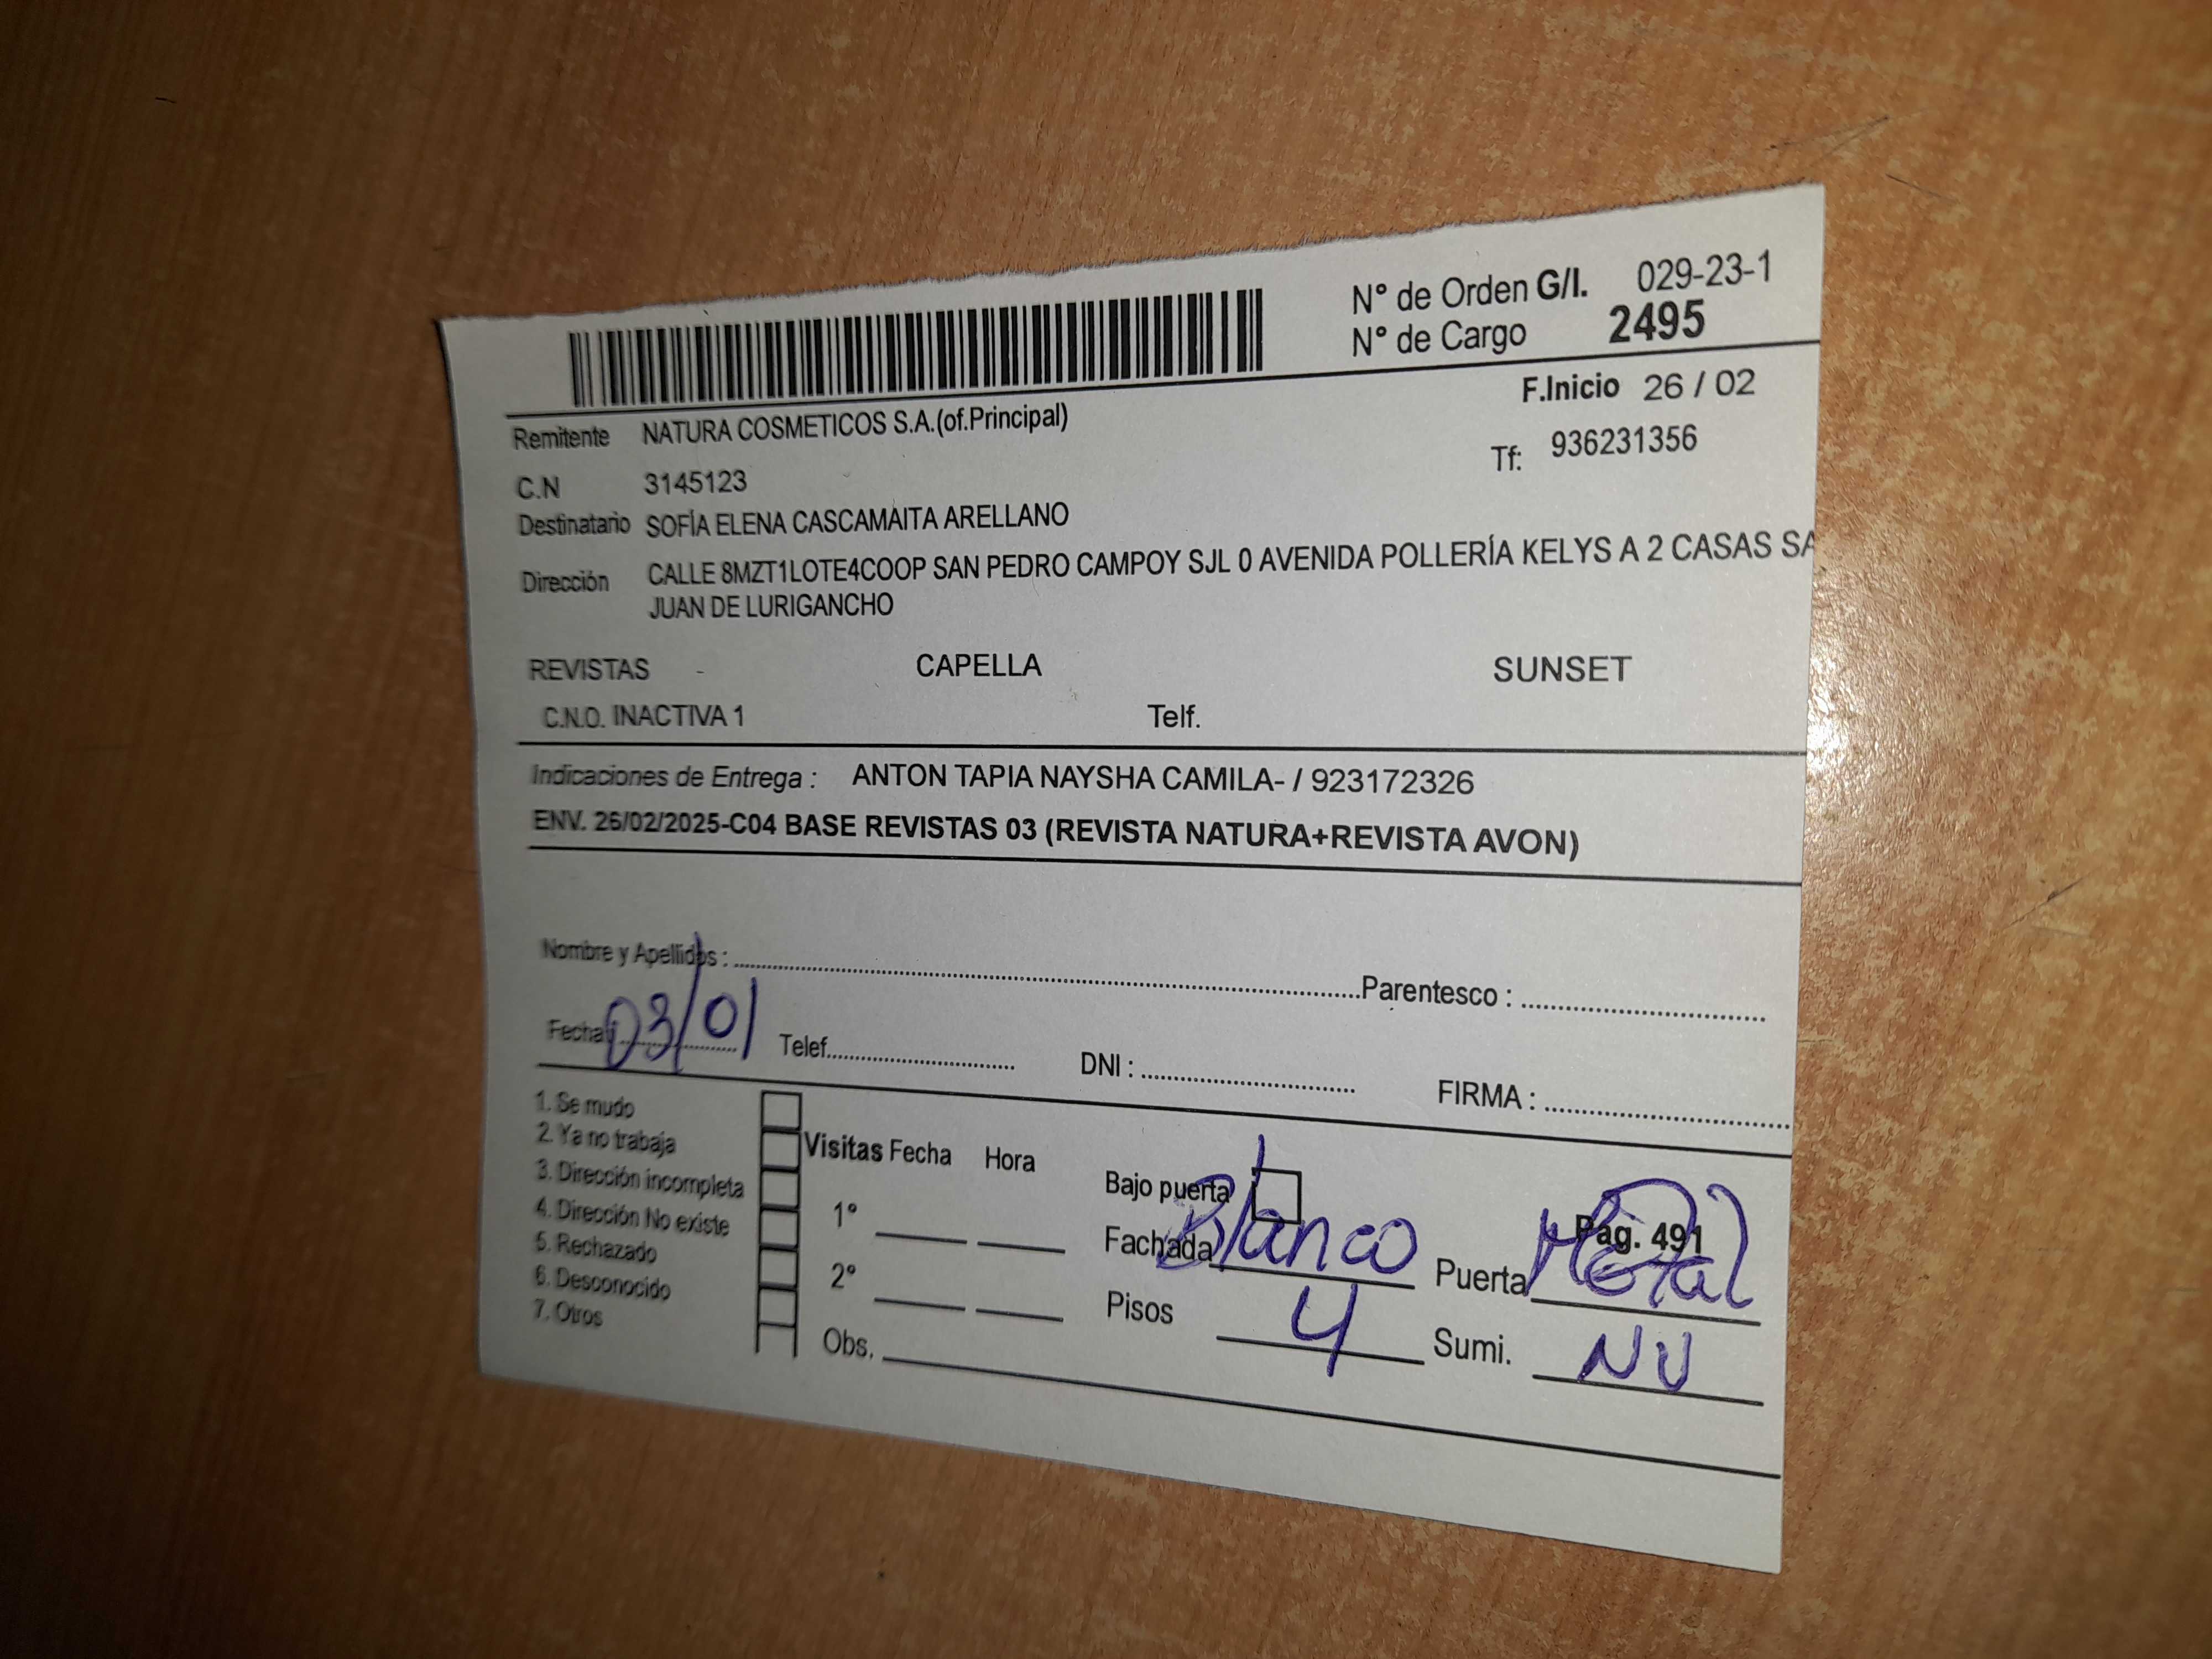 N° de Orden G/I. 029-23-1
N° de Cargo 2495
F.Inicio 26 / 02
Remitente NATURA COSMETICOS S.A.(of.Principal)
Tf: 936231356
C.N 3145123
Destinatario SOFÍA ELENA CASCAMAITA ARELLANO
Dirección CALLE 8MZT1LOTE4COOP SAN PEDRO CAMPOY SJL 0 AVENIDA POLLERÍA KELYS A 2 CASAS SA
JUAN DE LURIGANCHO
REVISTAS - CAPELLA SUNSET
C.N.O. INACTIVA 1 Telf.
Indicaciones de Entrega : ANTON TAPIA NAYSHA CAMILA- / 923172326
ENV. 26/02/2025-C04 BASE REVISTAS 03 (REVISTA NATURA+REVISTA AVON)
Nombre y Apellidos : Parentesco :
Fecha: 03/01 Telef. DNI : FIRMA :
1. Se mudo
2. Ya no trabaja
3. Dirección incompleta
4. Dirección No existe
5. Rechazado
6. Desconocido
7. Otros
Visitas Fecha Hora
1°
2°
Obs.
Bajo puerta
Pag. 491
Fachada Blanco Puerta Metal
Pisos 4 Sumi. NU